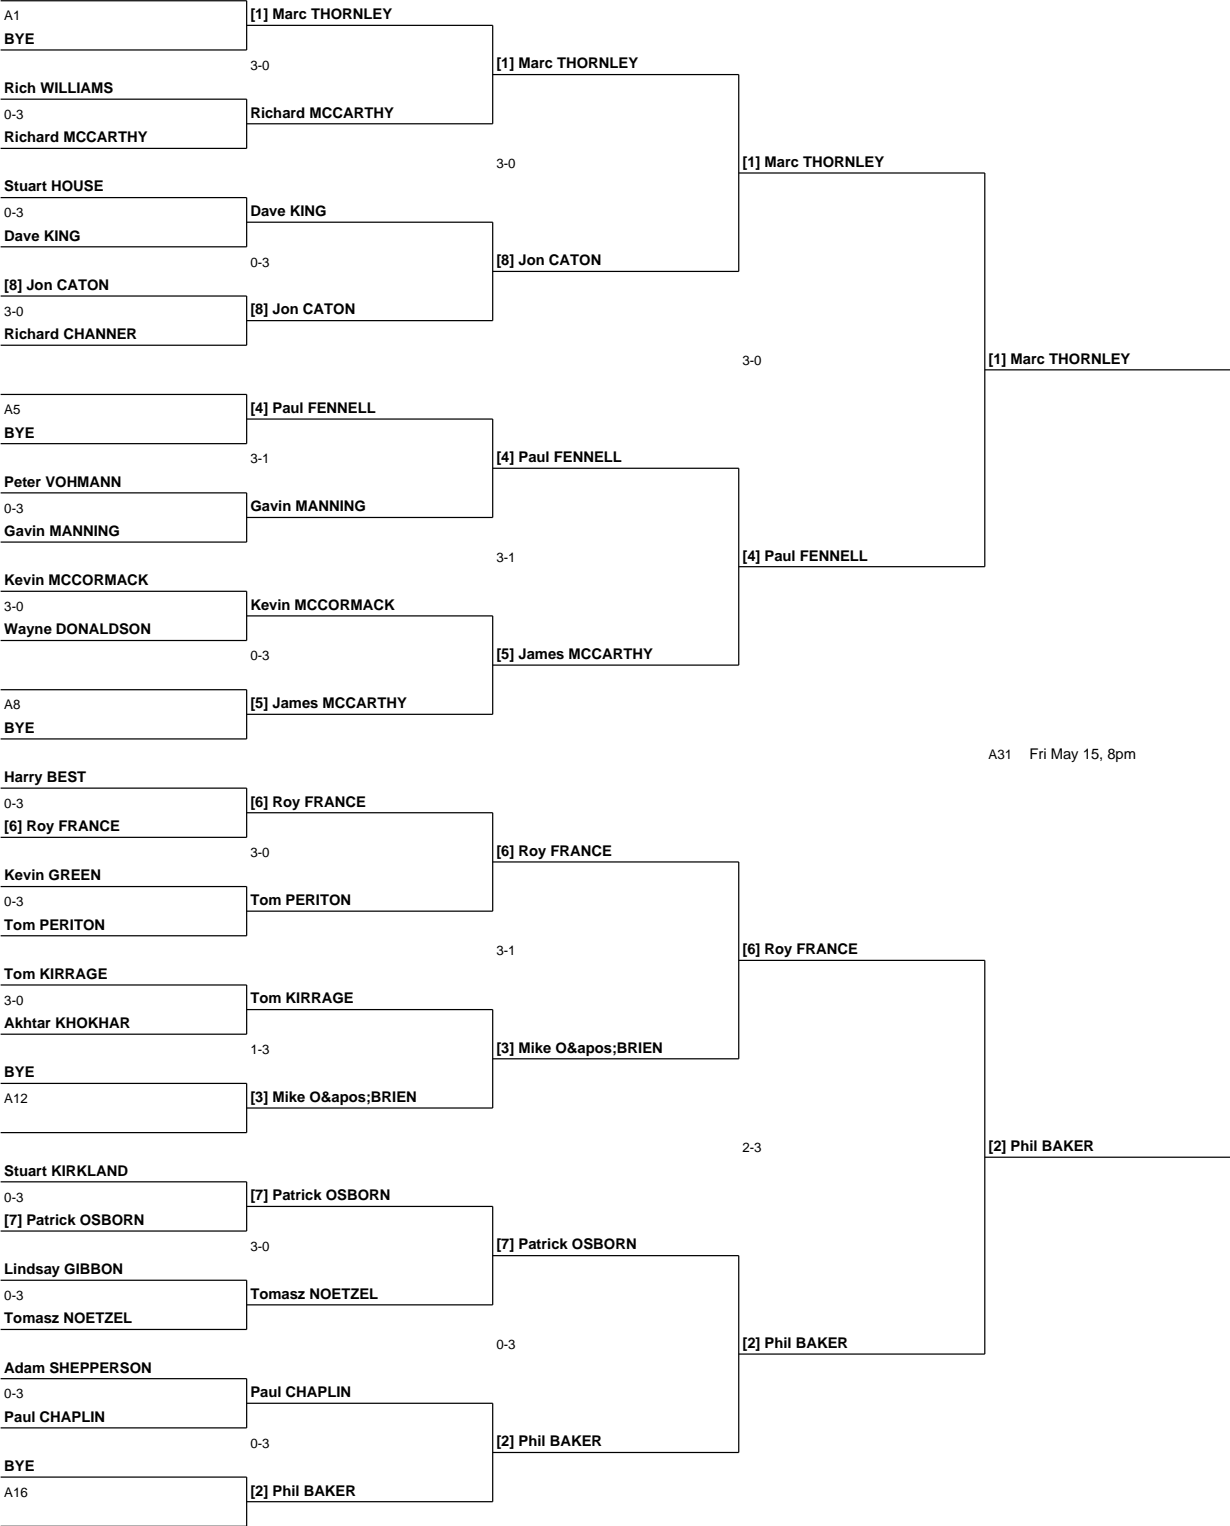 A1
BYE
[1] Marc THORNLEY
3-0
Rich WILLIAMS
0-3
Richard MCCARTHY
Richard MCCARTHY
[1] Marc THORNLEY
3-0
Stuart HOUSE
0-3
Dave KING
Dave KING
0-3
[8] Jon CATON
3-0
Richard CHANNER
[8] Jon CATON
[8] Jon CATON
[1] Marc THORNLEY
3-0
A5
BYE
[4] Paul FENNELL
3-1
Peter VOHMANN
0-3
Gavin MANNING
Gavin MANNING
[4] Paul FENNELL
3-1
Kevin MCCORMACK
3-0
Wayne DONALDSON
Kevin MCCORMACK
0-3
A8
BYE
[5] James MCCARTHY
[5] James MCCARTHY
[4] Paul FENNELL
[1] Marc THORNLEY
A31 Fri May 15, 8pm
Harry BEST
0-3
[6] Roy FRANCE
[6] Roy FRANCE
3-0
Kevin GREEN
0-3
Tom PERITON
Tom PERITON
[6] Roy FRANCE
3-1
Tom KIRRAGE
3-0
Akhtar KHOKHAR
Tom KIRRAGE
1-3
BYE
A12
[3] Mike O&apos;BRIEN
[3] Mike O&apos;BRIEN
[6] Roy FRANCE
2-3
Stuart KIRKLAND
0-3
[7] Patrick OSBORN
[7] Patrick OSBORN
3-0
Lindsay GIBBON
0-3
Tomasz NOETZEL
Tomasz NOETZEL
[7] Patrick OSBORN
0-3
Adam SHEPPERSON
0-3
Paul CHAPLIN
Paul CHAPLIN
0-3
BYE
A16
[2] Phil BAKER
[2] Phil BAKER
[2] Phil BAKER
[2] Phil BAKER